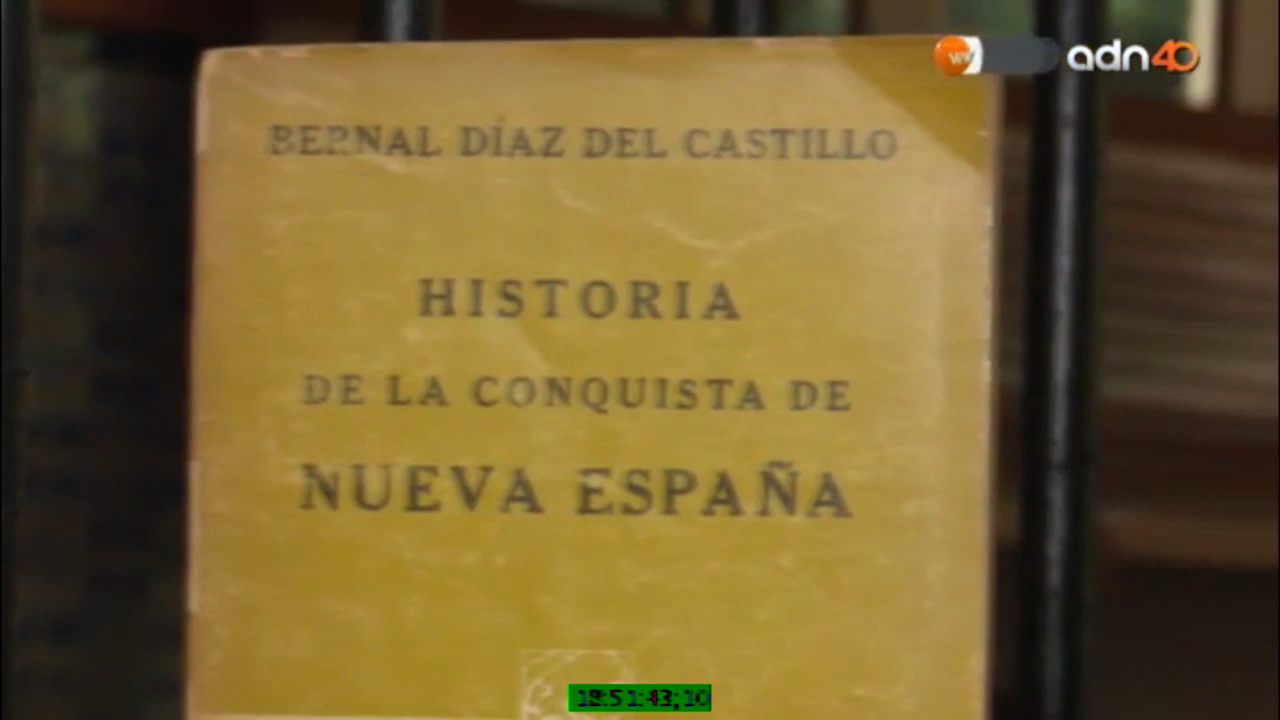 adn40
BERNAL DÍAZ DEL CASTILLO
HISTORIA
DE LA CONQUISTA DE
NUEVA ESPAÑA